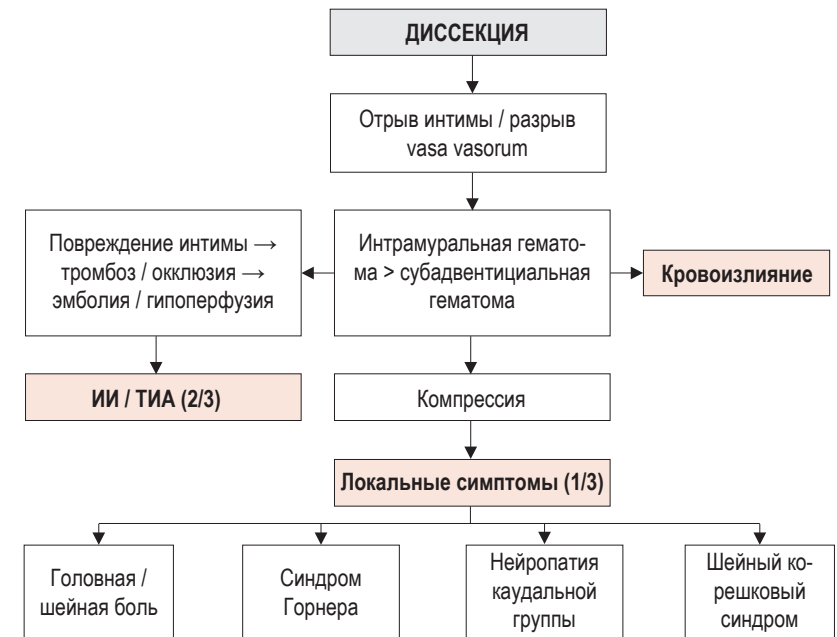 ДИССЕКЦИЯ
Отрыв интимы / разрыв
vasa vasorum
Повреждение интимы →
тромбоз / окклюзия →
эмболия / гипоперфузия
Интрамуральная гемато-
ма > субадвентициальная
гематома
Кровоизлияние
ИИ / ТИА (2/3)
Компрессия
Локальные симптомы (1/3)
Головная /
шейная боль
Синдром
Горнера
Нейропатия
каудальной
группы
Шейный ко-
решковый
синдром